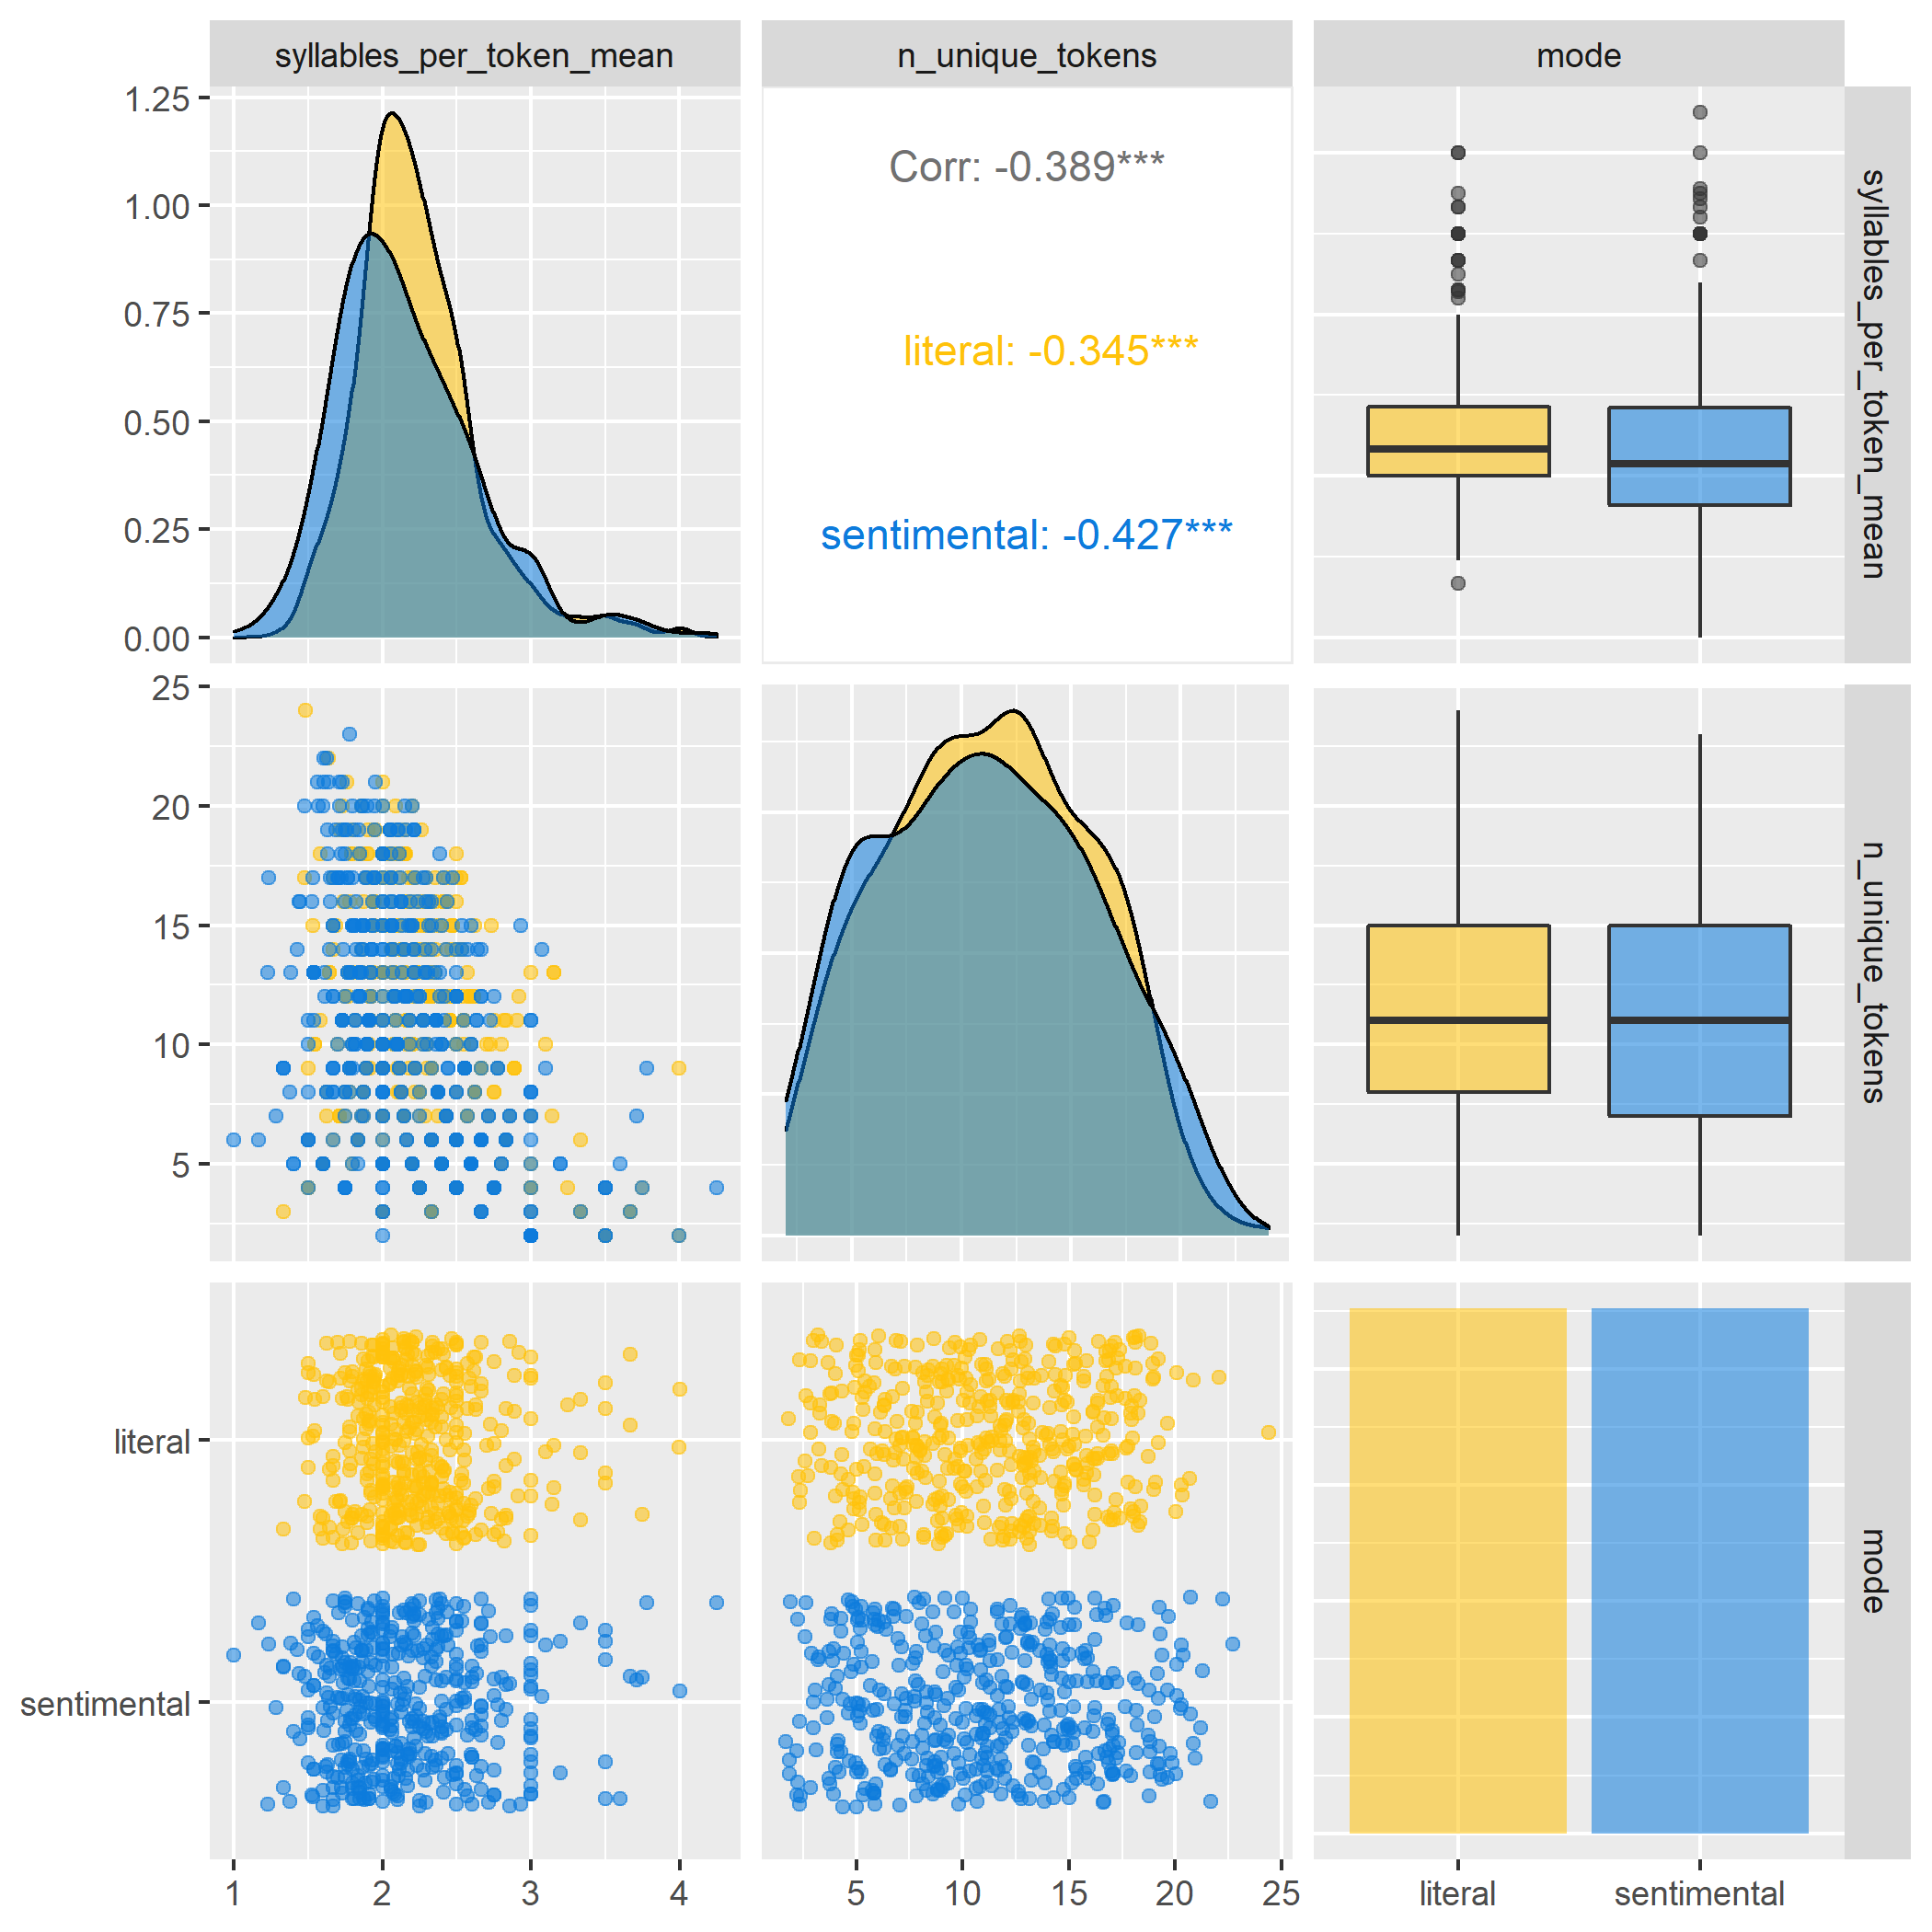 syllables_per_token_mean n_unique_tokens mode
1.25
1.00
0.75
0.50
0.25
0.00
Corr: -0.389***
literal: -0.345***
sentimental: -0.427***
syllables_per_token_mean
25
20
15
10
5
n_unique_tokens
literal
sentimental
mode
1 2 3 4 5 10 15 20 25 literal sentimental